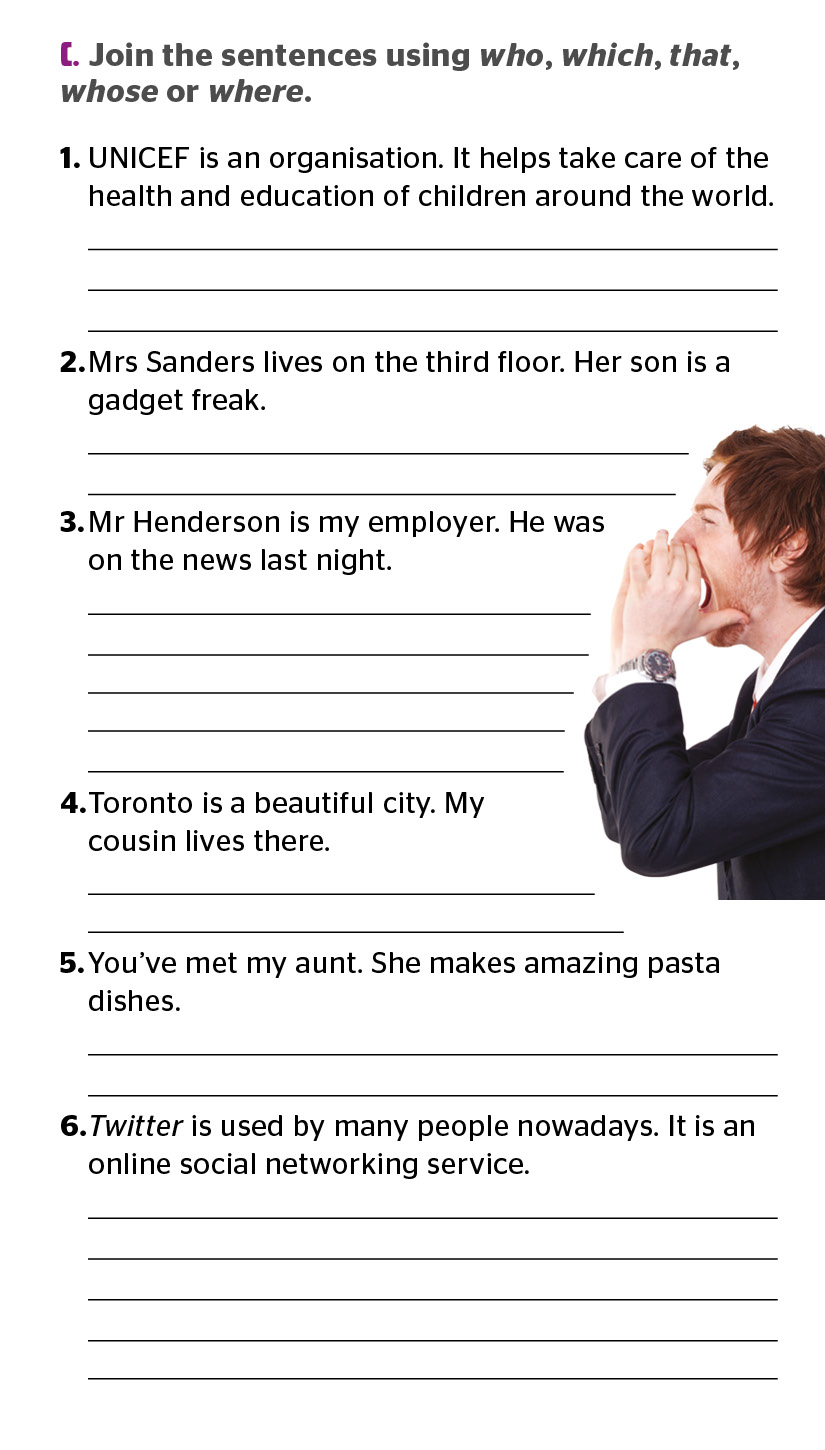 C. Join the sentences using who, which, that,
whose or where.
1. UNICEF is an organisation. It helps take care of the
health and education of children around the world.
2. Mrs Sanders lives on the third floor. Her son is a
gadget freak.
3. Mr Henderson is my employer. He was
on the news last night.
4. Toronto is a beautiful city. My
cousin lives there.
5. You’ve met my aunt. She makes amazing pasta
dishes.
6. Twitter is used by many people nowadays. It is an
online social networking service.